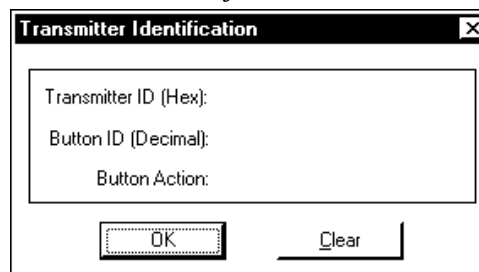 Transmitter Identification
Transmitter ID (Hex):
Button ID (Decimal):
Button Action:
OK Clear